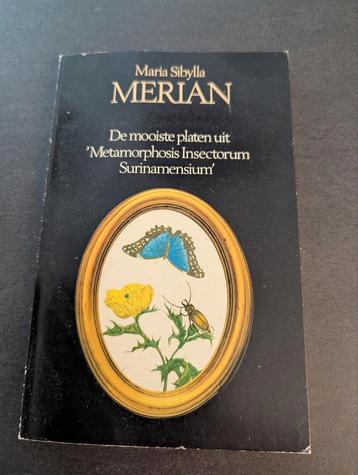 Maria Sibylla
MERIAN
De mooiste platen uit
'Metamorphosis Insectorum
Surinamensium'